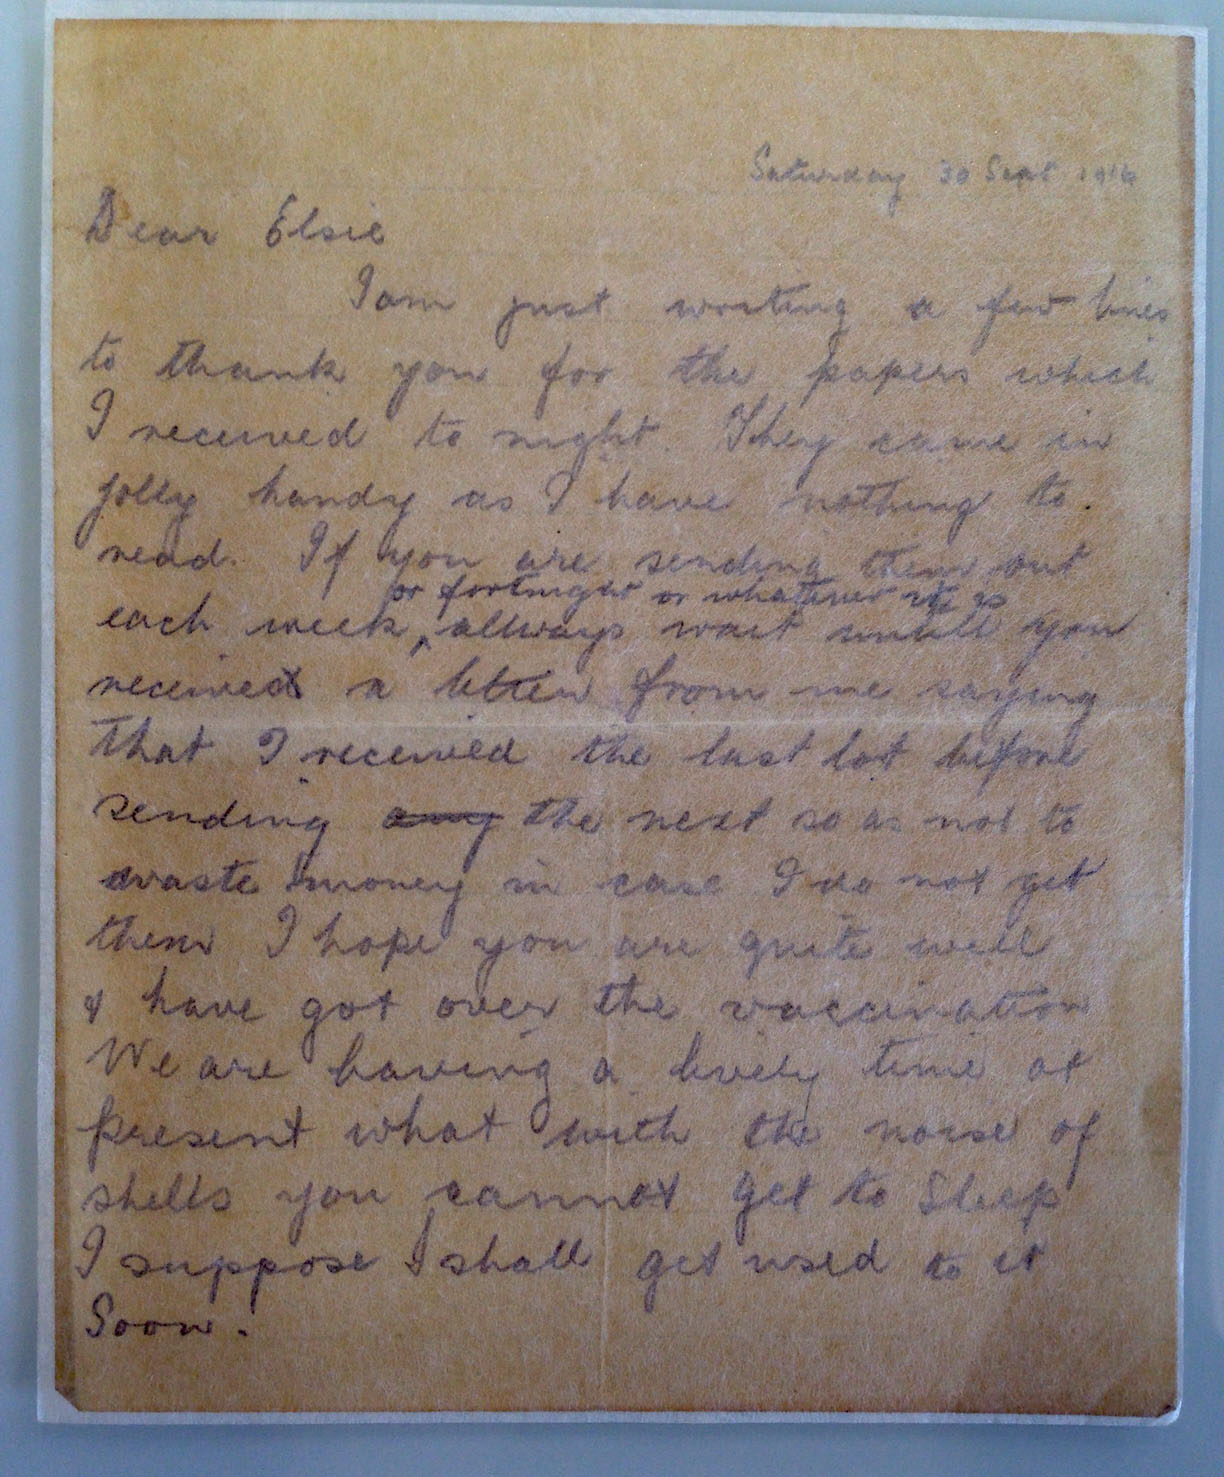 Saturday 30 Sept 1916
Dear Elsie
I am just writing a few lines
to thank you for the papers which
I received to night. They came in
jolly handy as I have nothing to
read. If you are sending them out
or fortnight or whatever it is
each week ^ allways wait untill you
received a letter from me saying
that I received the last lot before
sending any the next so as not to
waste money in case I do not get
them I hope you are quite well
& have got over the vaccination
We are having a lively time at
present what with the noise of
shells you cannot get to sleep
I suppose I shall get used to it
Soon.